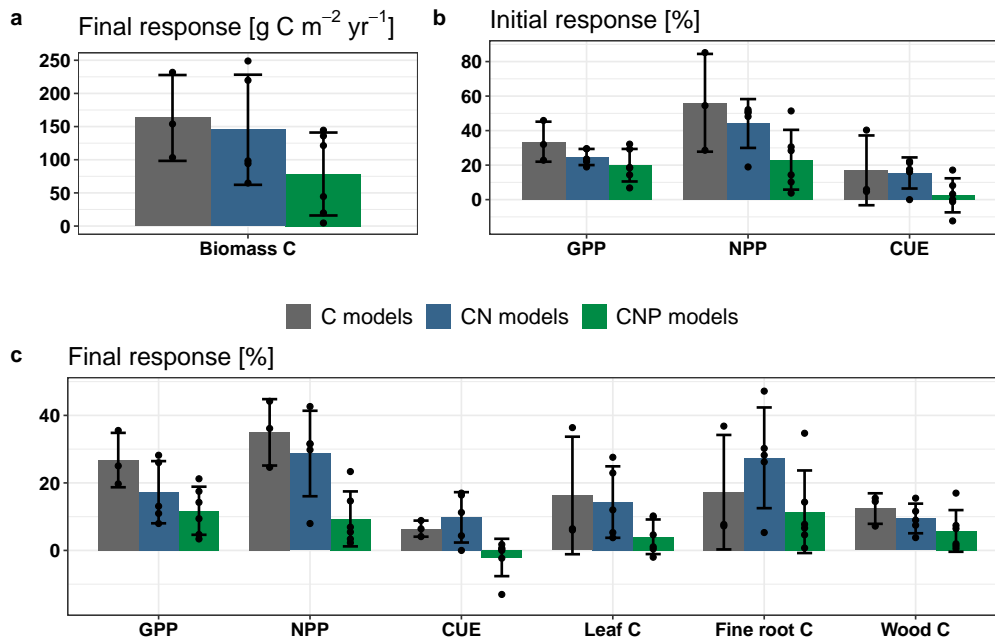 a
Final response [g C m⁻² yr⁻¹]
250
200
150
100
50
0
Biomass C
b
Initial response [%]
80
60
40
20
0
GPP NPP CUE
C models CN models CNP models
c
Final response [%]
40
20
0
GPP NPP CUE Leaf C Fine root C Wood C